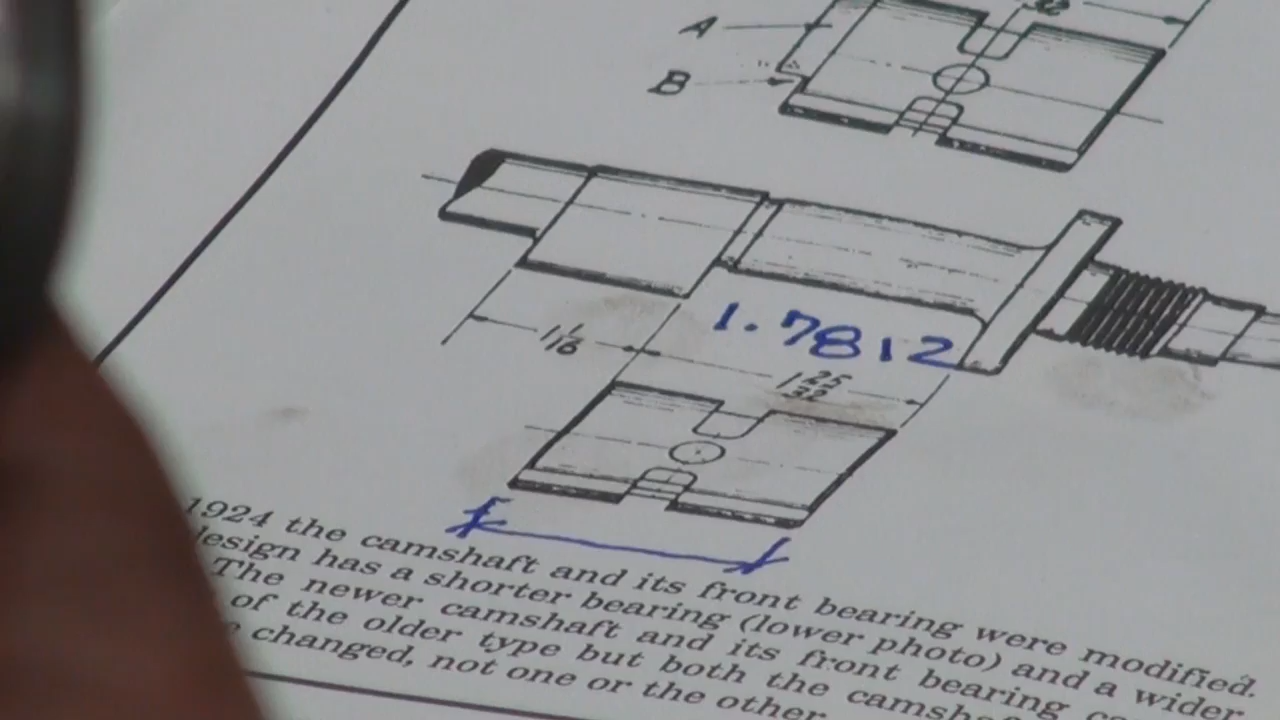 A
B
32
1.7812
1 1/16
1 25/32
1924 the camshaft and its front bearing were modified.
design has a shorter bearing (lower photo) and a wider
The newer camshaft and its front bearing
of the older type but both the camshaft
changed, not one or the other